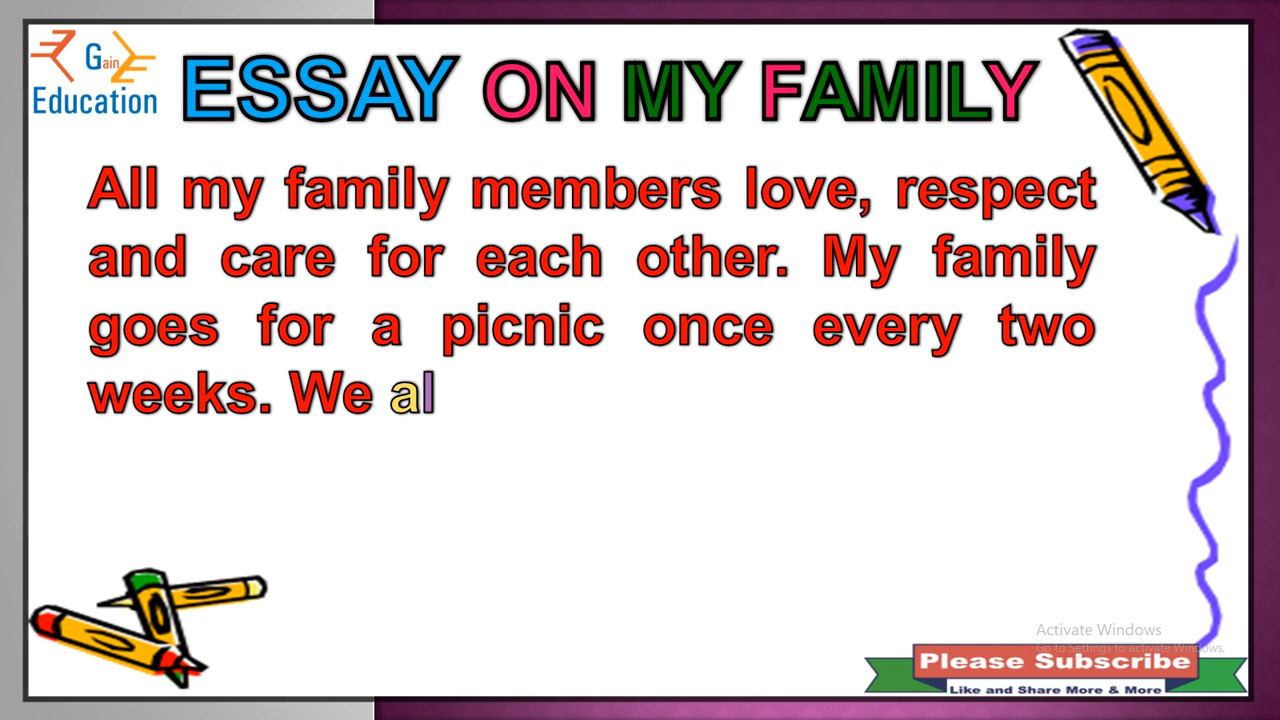 Gain
Education
ESSAY ON MY FAMILY
All my family members love, respect
and care for each other. My family
goes for a picnic once every two
weeks. We al
Activate Windows
Go to Settings to activate Windows.
Please Subscribe
Like and Share More & More